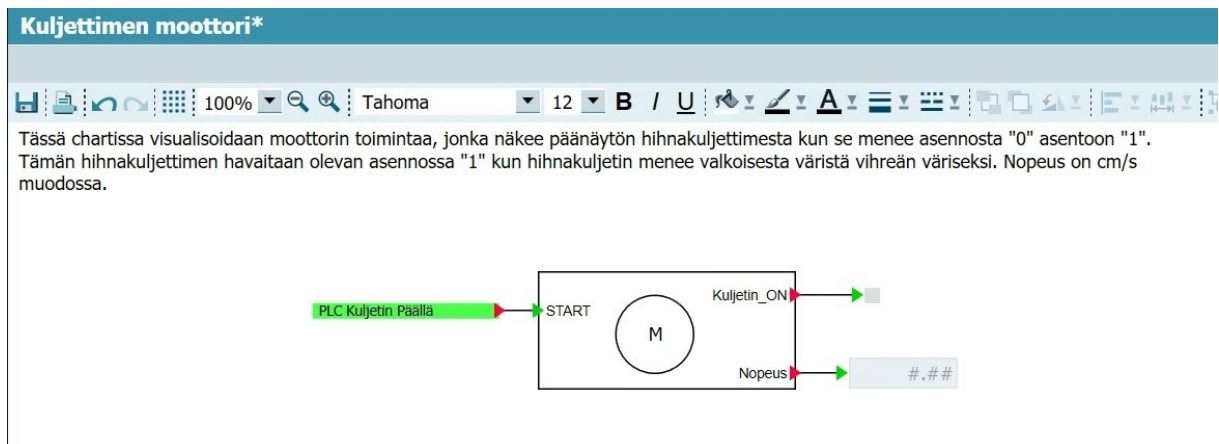 Kuljettimen moottori*
100% Tahoma 12 B I U A
Tässä chartissa visualisoidaan moottorin toimintaa, jonka näkee päänäytön hihnakuljettimesta kun se menee asennosta "0" asentoon "1".
Tämän hihnakuljettimen havaitaan olevan asennossa "1" kun hihnakuljetin menee valkoisesta väristä vihreän väriseksi. Nopeus on cm/s
muodossa.
Kuljetin_ON
PLC Kuljetin Päällä START
M
Nopeus #.##